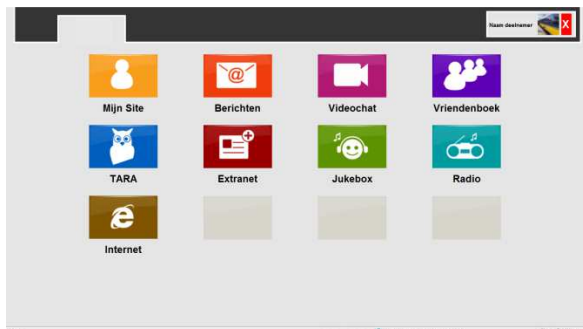 Naam deelnemer X
Mijn Site Berichten Videochat Vriendenboek
TARA Extranet Jukebox Radio
Internet